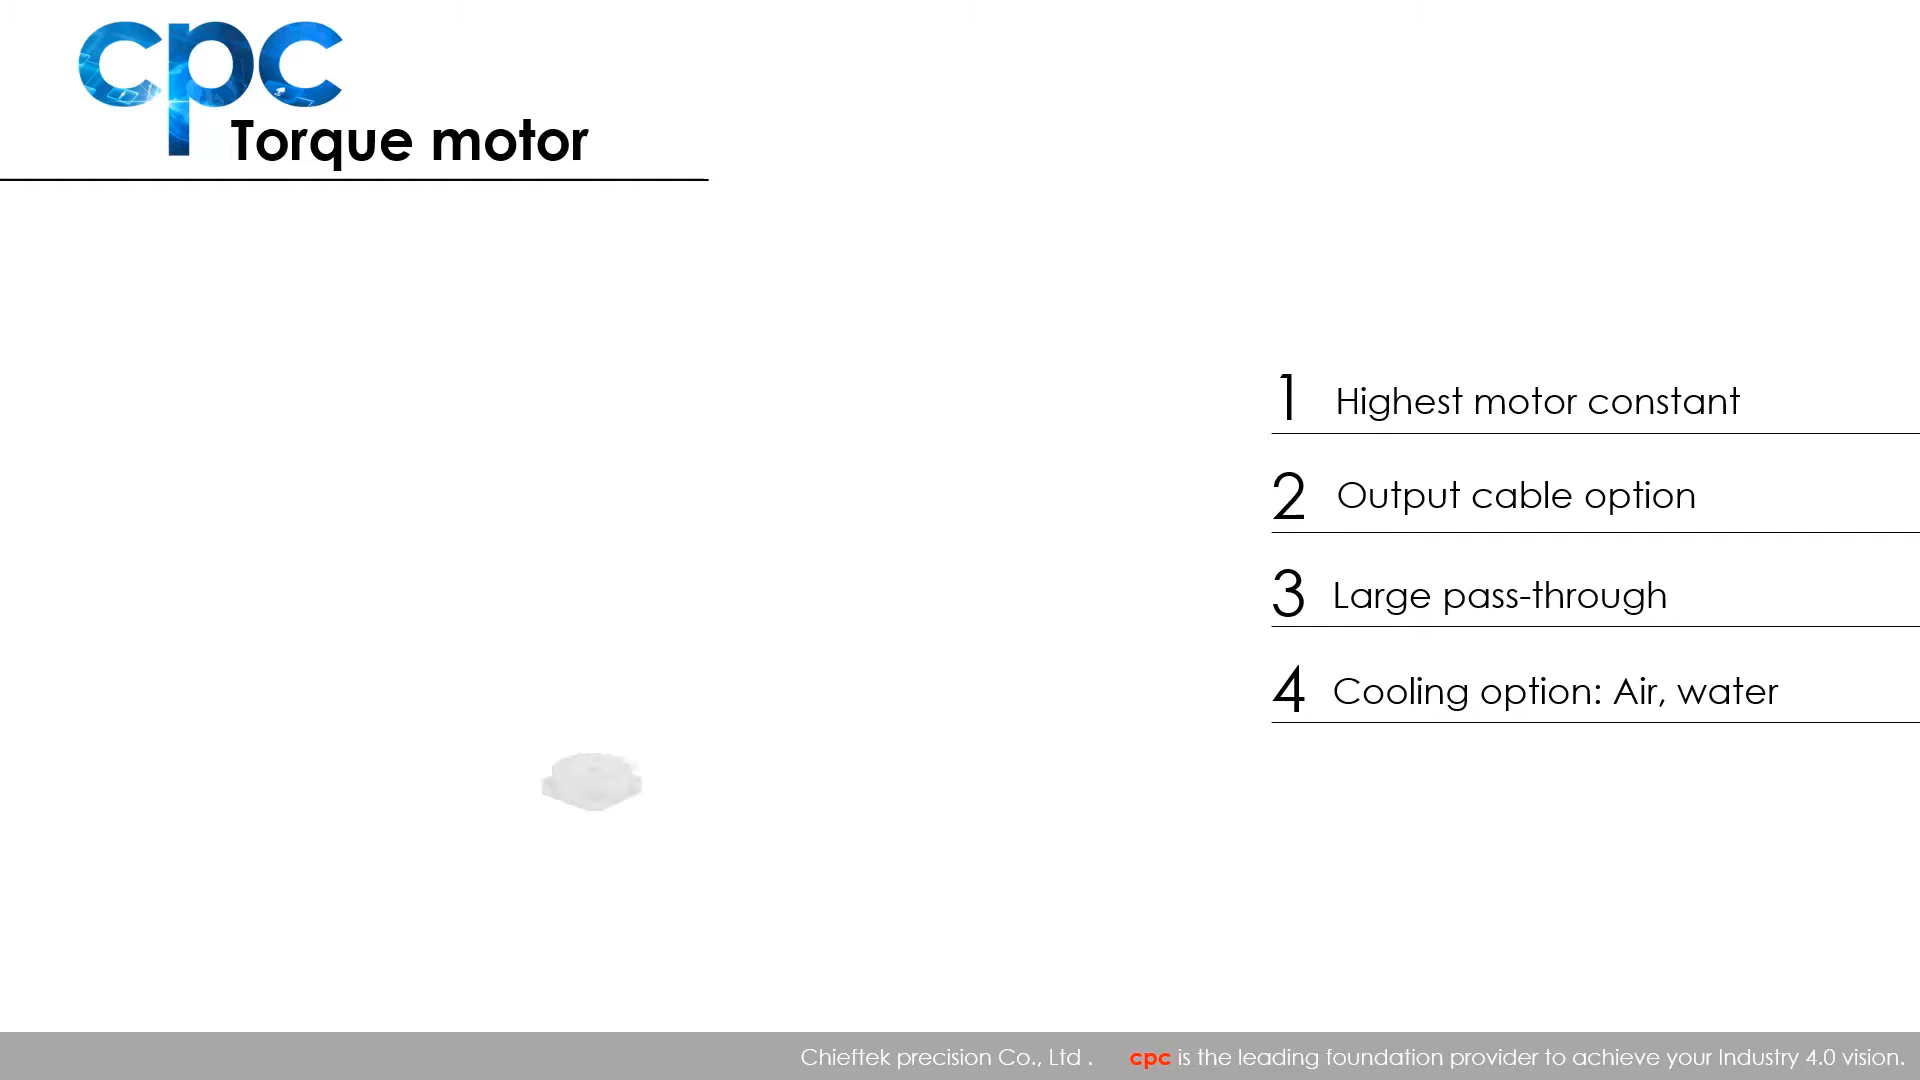 cpc
Torque motor
1 Highest motor constant
2 Output cable option
3 Large pass-through
4 Cooling option: Air, water
Chieftek precision Co., Ltd . cpc is the leading foundation provider to achieve your Industry 4.0 vision.